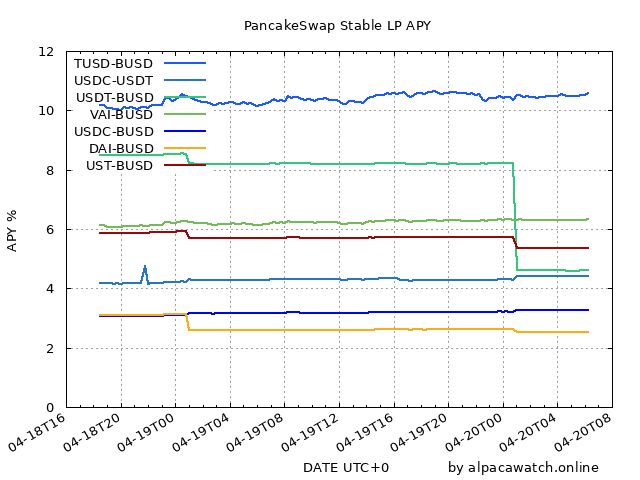 PancakeSwap Stable LP APY
12
10
8
6
4
2
0
APY %
TUSD-BUSD
USDC-USDT
USDT-BUSD
VAI-BUSD
USDC-BUSD
DAI-BUSD
UST-BUSD
04-18T16
04-18T20
04-19T00
04-19T04
04-19T08
04-19T12
04-19T16
04-19T20
04-20T00
04-20T04
04-20T08
DATE UTC+0
by alpacawatch.online